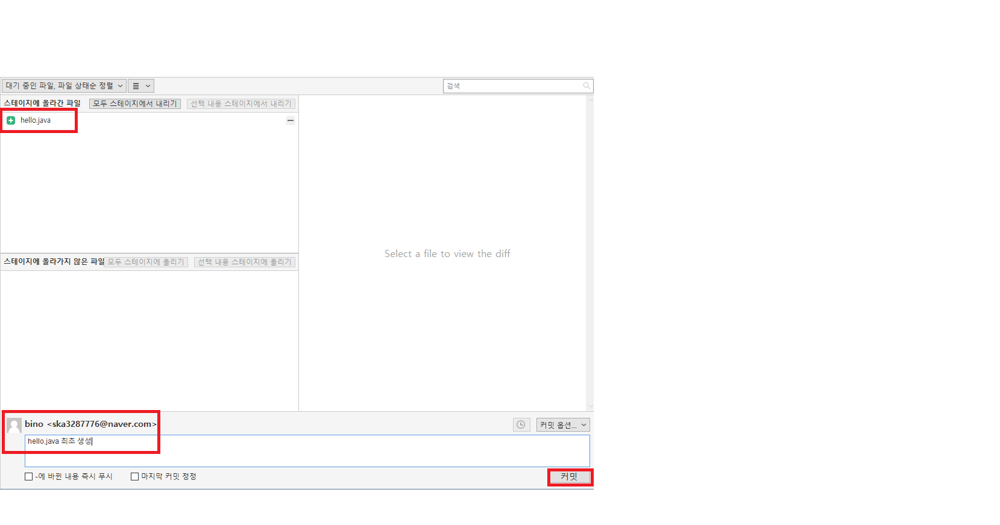 대기 중인 파일, 파일 상태순 정렬
검색
스테이지에 올라간 파일 모두 스테이지에서 내리기 선택 내용 스테이지에서 내리기
hello.java
Select a file to view the diff
스테이지에 올라가지 않은 파일 모두 스테이지에 올리기 선택 내용 스테이지에 올리기
bino <ska3287776@naver.com>
커밋 옵션...
hello.java 최초 생성
-에 바뀐 내용 즉시 푸시 마지막 커밋 정정
커밋